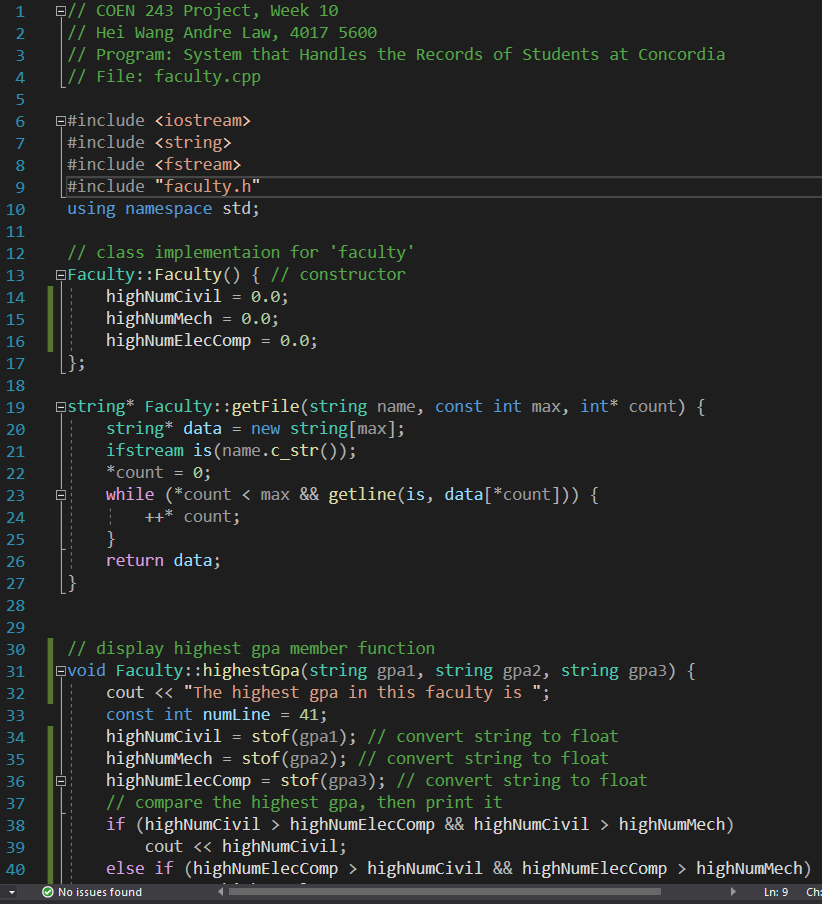 1 // COEN 243 Project, Week 10
2 // Hei Wang Andre Law, 4017 5600
3 // Program: System that Handles the Records of Students at Concordia
4 // File: faculty.cpp
5
6 #include <iostream>
7 #include <string>
8 #include <fstream>
9 #include "faculty.h"
10 using namespace std;
11
12 // class implementaion for 'faculty'
13 Faculty::Faculty() { // constructor
14 highNumCivil = 0.0;
15 highNumMech = 0.0;
16 highNumElecComp = 0.0;
17 };
18
19 string* Faculty::getFile(string name, const int max, int* count) {
20 string* data = new string[max];
21 ifstream is(name.c_str());
22 *count = 0;
23 while (*count < max && getline(is, data[*count])) {
24 ++* count;
25 }
26 return data;
27 }
28
29
30 // display highest gpa member function
31 void Faculty::highestGpa(string gpa1, string gpa2, string gpa3) {
32 cout << "The highest gpa in this faculty is ";
33 const int numLine = 41;
34 highNumCivil = stof(gpa1); // convert string to float
35 highNumMech = stof(gpa2); // convert string to float
36 highNumElecComp = stof(gpa3); // convert string to float
37 // compare the highest gpa, then print it
38 if (highNumCivil > highNumElecComp && highNumCivil > highNumMech)
39 cout << highNumCivil;
40 else if (highNumElecComp > highNumCivil && highNumElecComp > highNumMech)
No issues found Ln: 9 Ch: